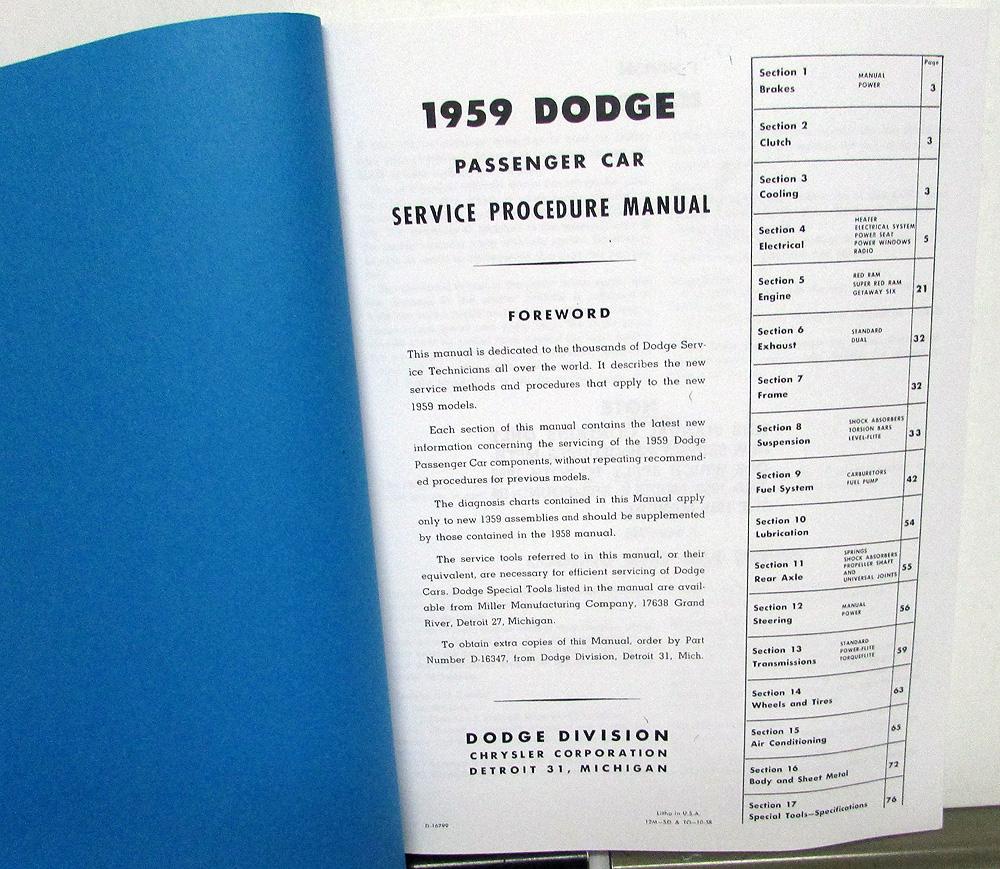 1959 DODGE
PASSENGER CAR
SERVICE PROCEDURE MANUAL
FOREWORD
This manual is dedicated to the thousands of Dodge Serv-
ice Technicians all over the world. It describes the new
service methods and procedures that apply to the new
1959 models.
Each section of this manual contains the latest new
information concerning the servicing of the 1959 Dodge
Passenger Car components, without repeating recommend-
ed procedures for previous models.
The diagnosis charts contained in this Manual apply
only to new 1959 assemblies and should be supplemented
by those contained in the 1958 manual.
The service tools referred to in this manual, or their
equivalent, are necessary for efficient servicing of Dodge
Cars. Dodge Special Tools listed in the manual are avail-
able from Miller Manufacturing Company, 17638 Grand
River, Detroit 27, Michigan.
To obtain extra copies of this Manual, order by Part
Number D-16347, from Dodge Division, Detroit 31, Mich.
DODGE DIVISION
CHRYSLER CORPORATION
DETROIT 31, MICHIGAN
Litho in U.S.A.
Page
Section 1
Brakes
MANUAL
POWER
3
Section 2
Clutch
3
Section 3
Cooling
3
Section 4
Electrical
HEATER
ELECTRICAL SYSTEM
POWER SEAT
POWER WINDOWS
RADIO
5
Section 5
Engine
RED RAM
SUPER RED RAM
GETAWAY SIX
21
Section 6
Exhaust
STANDARD
DUAL
32
Section 7
Frame
32
Section 8
Suspension
SHOCK ABSORBERS
TORSION BARS
LEVEL-FLITE
33
Section 9
Fuel System
CARBURETORS
FUEL PUMP
42
Section 10
Lubrication
54
Section 11
Rear Axle
SPRINGS
SHOCK ABSORBERS
PROPELLER SHAFT
AND
UNIVERSAL JOINTS
55
Section 12
Steering
MANUAL
POWER
56
Section 13
Transmissions
STANDARD
POWER-FLITE
TORQUEFLITE
59
Section 14
Wheels and Tires
63
Section 15
Air Conditioning
65
Section 16
Body and Sheet Metal
72
Section 17
Special Tools—Specifications
76